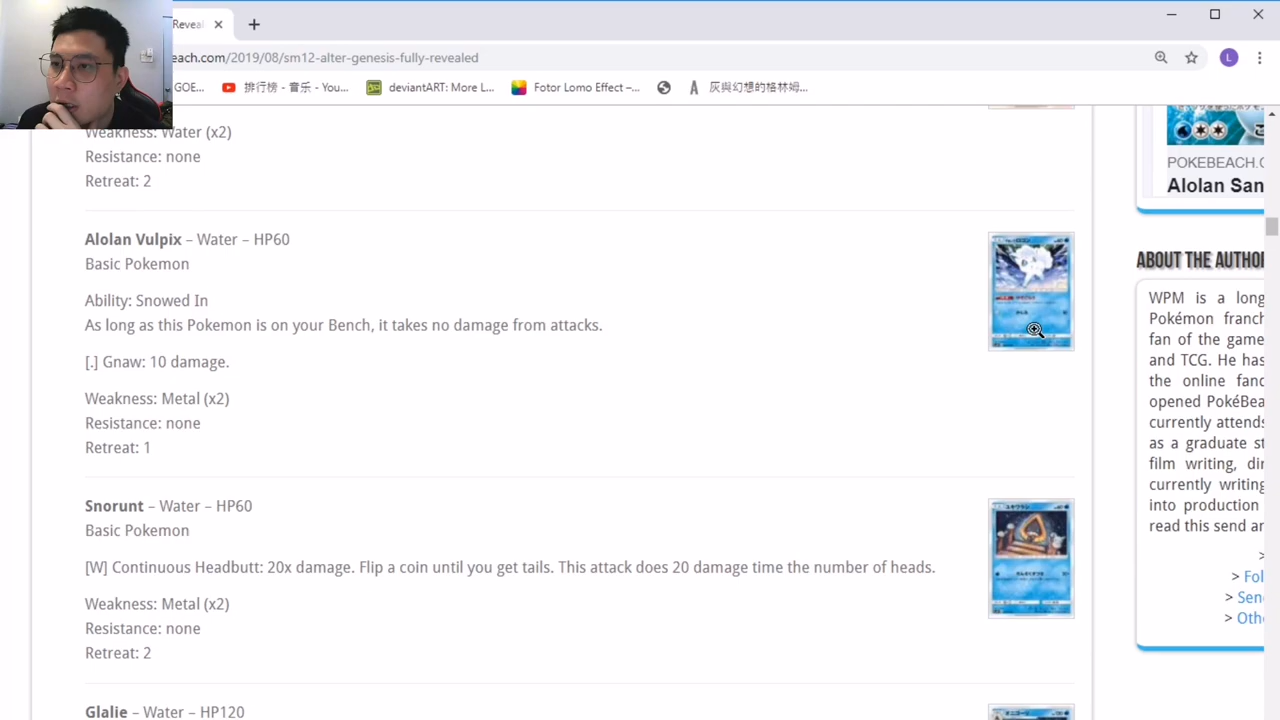 Reveal
each.com/2019/08/sm12-alter-genesis-fully-revealed
L
GOE...
排行榜 - 音乐 - You...
deviantART: More L...
Fotor Lomo Effect –...
灰與幻想的格林姆...
Weakness: Water (x2)
Resistance: none
Retreat: 2
Alolan Vulpix – Water – HP60
Basic Pokemon
Ability: Snowed In
As long as this Pokemon is on your Bench, it takes no damage from attacks.
[.] Gnaw: 10 damage.
Weakness: Metal (x2)
Resistance: none
Retreat: 1
Snorunt – Water – HP60
Basic Pokemon
[W] Continuous Headbutt: 20x damage. Flip a coin until you get tails. This attack does 20 damage time the number of heads.
Weakness: Metal (x2)
Resistance: none
Retreat: 2
Glalie – Water – HP120
POKEBEACH.C
Alolan San
ABOUT THE AUTHO
WPM is a long
Pokémon franch
fan of the game
and TCG. He has
the online fand
opened PokéBea
currently attends
as a graduate st
film writing, dir
currently writing
into production
read this send an
>
> Fol
> Sen
> Oth